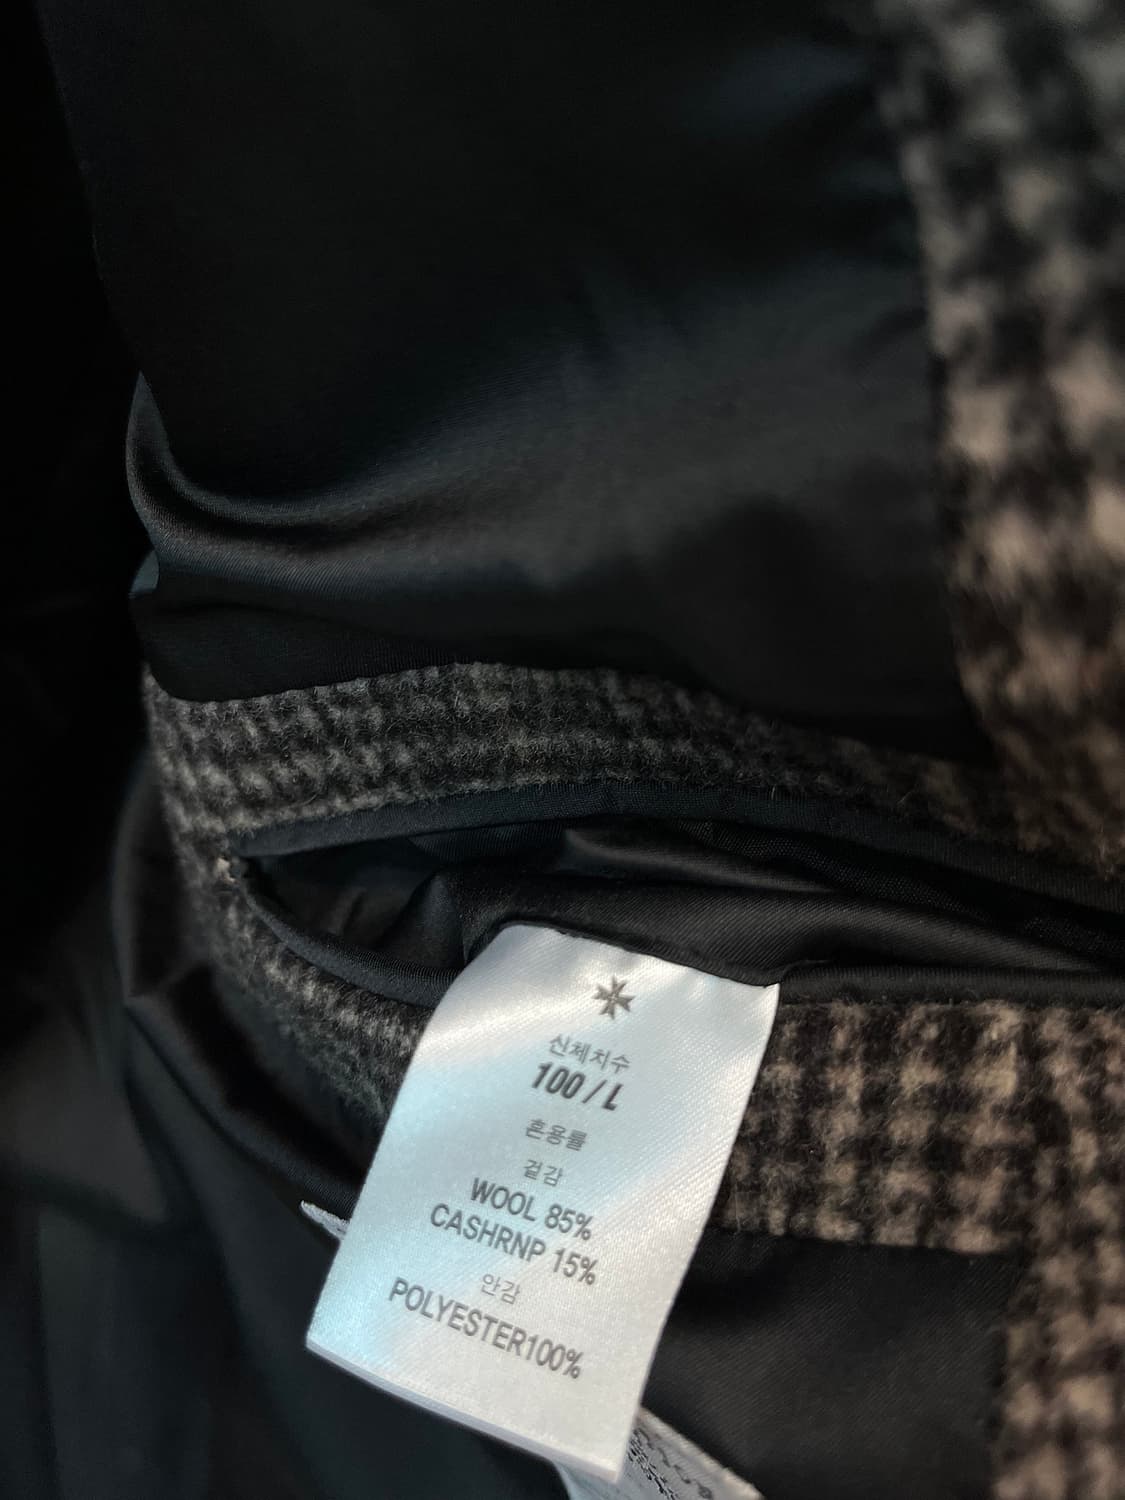 신체치수
100 / L
혼용률
겉감
WOOL 85%
CASHRNP 15%
안감
POLYESTER100%